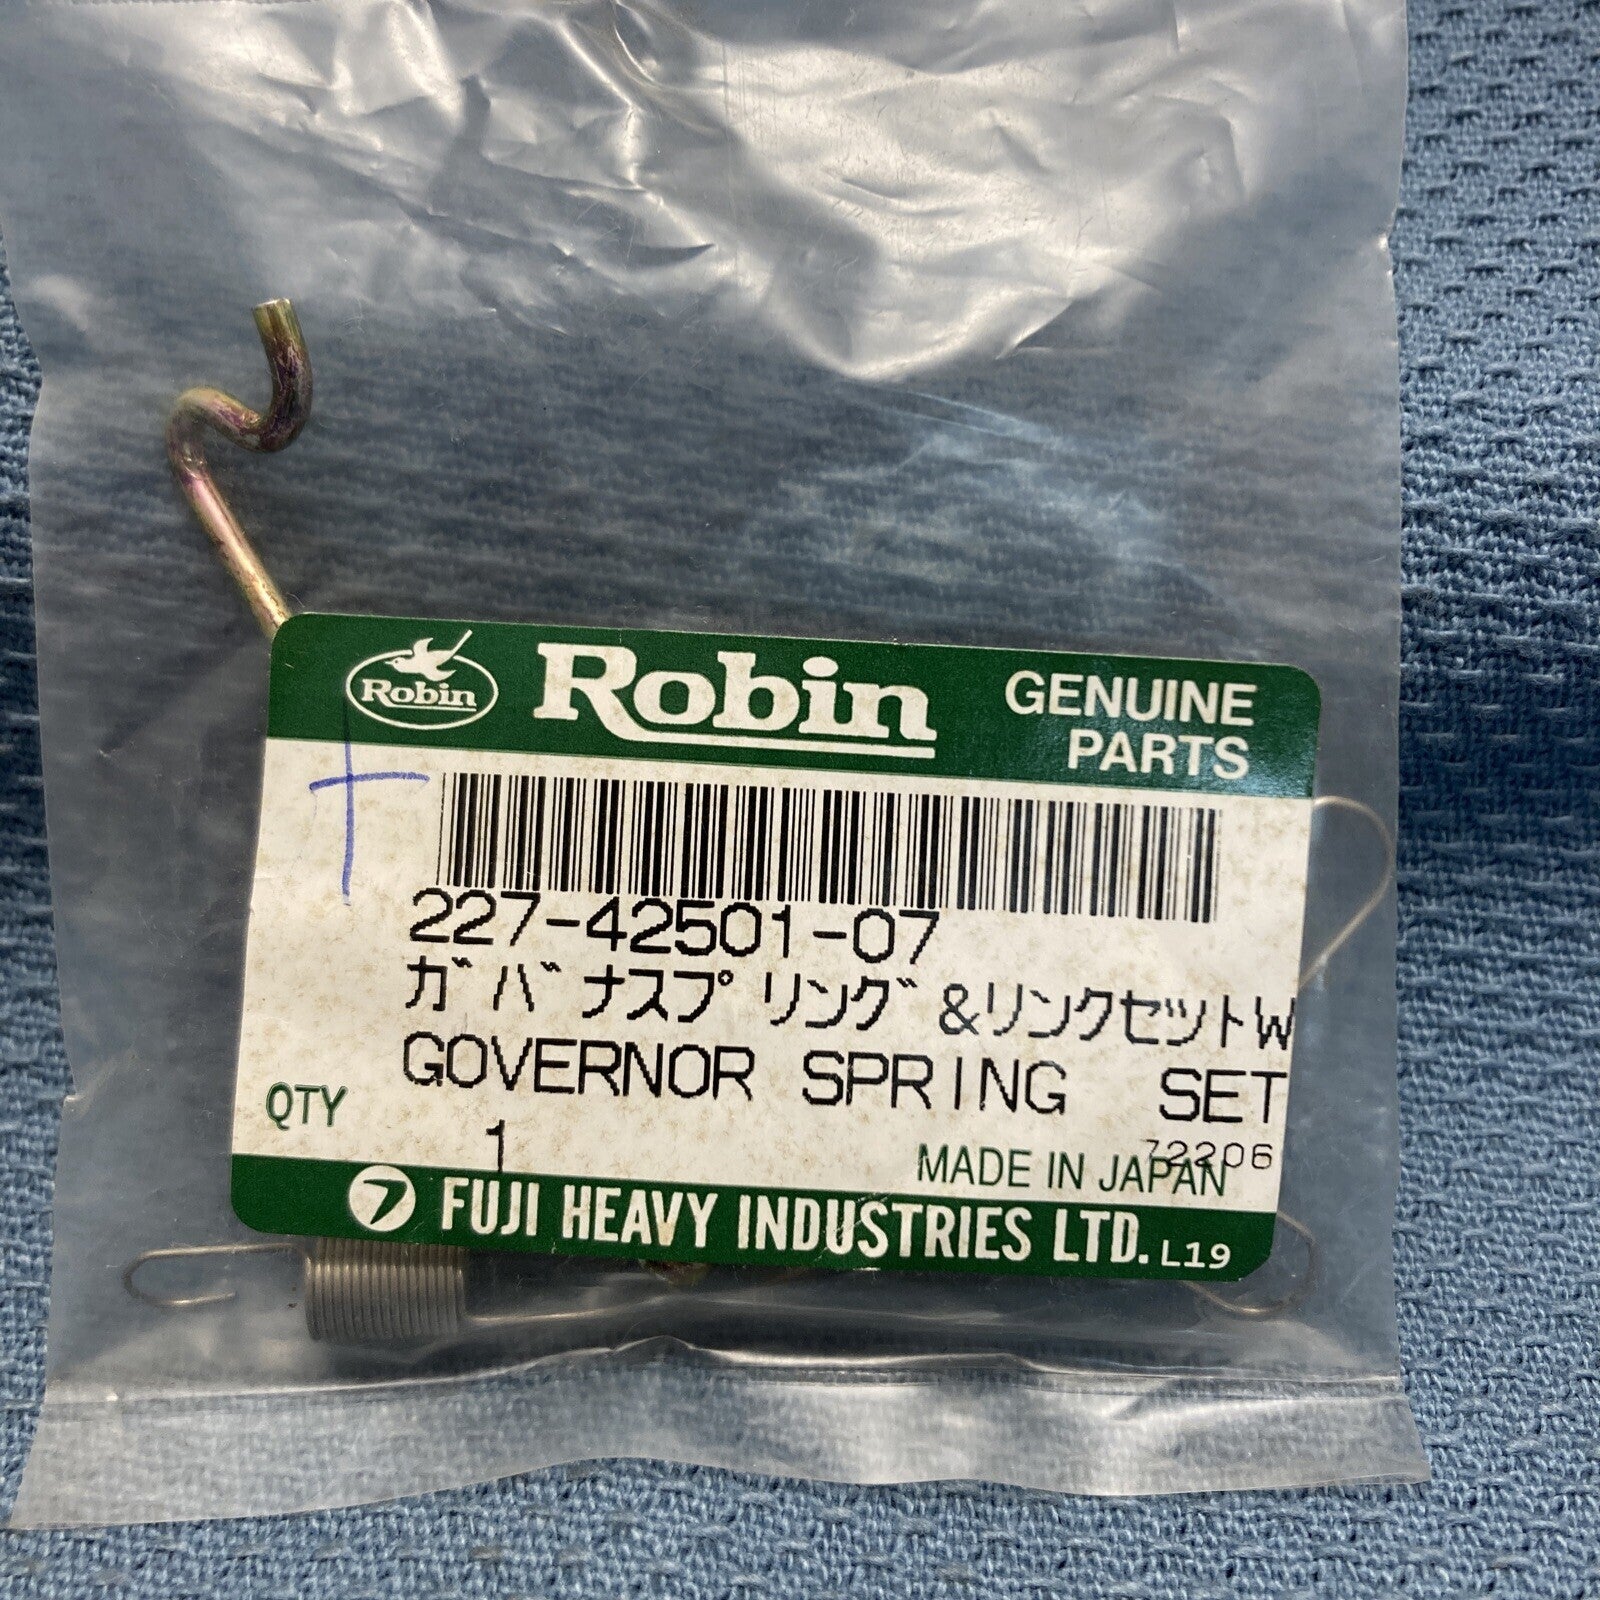 Robin
Robin
GENUINE
PARTS
227-42501-07
ガバナスプリング&リンクセットW
GOVERNOR SPRING SET
QTY
1
72206
MADE IN JAPAN
FUJI HEAVY INDUSTRIES LTD. L19